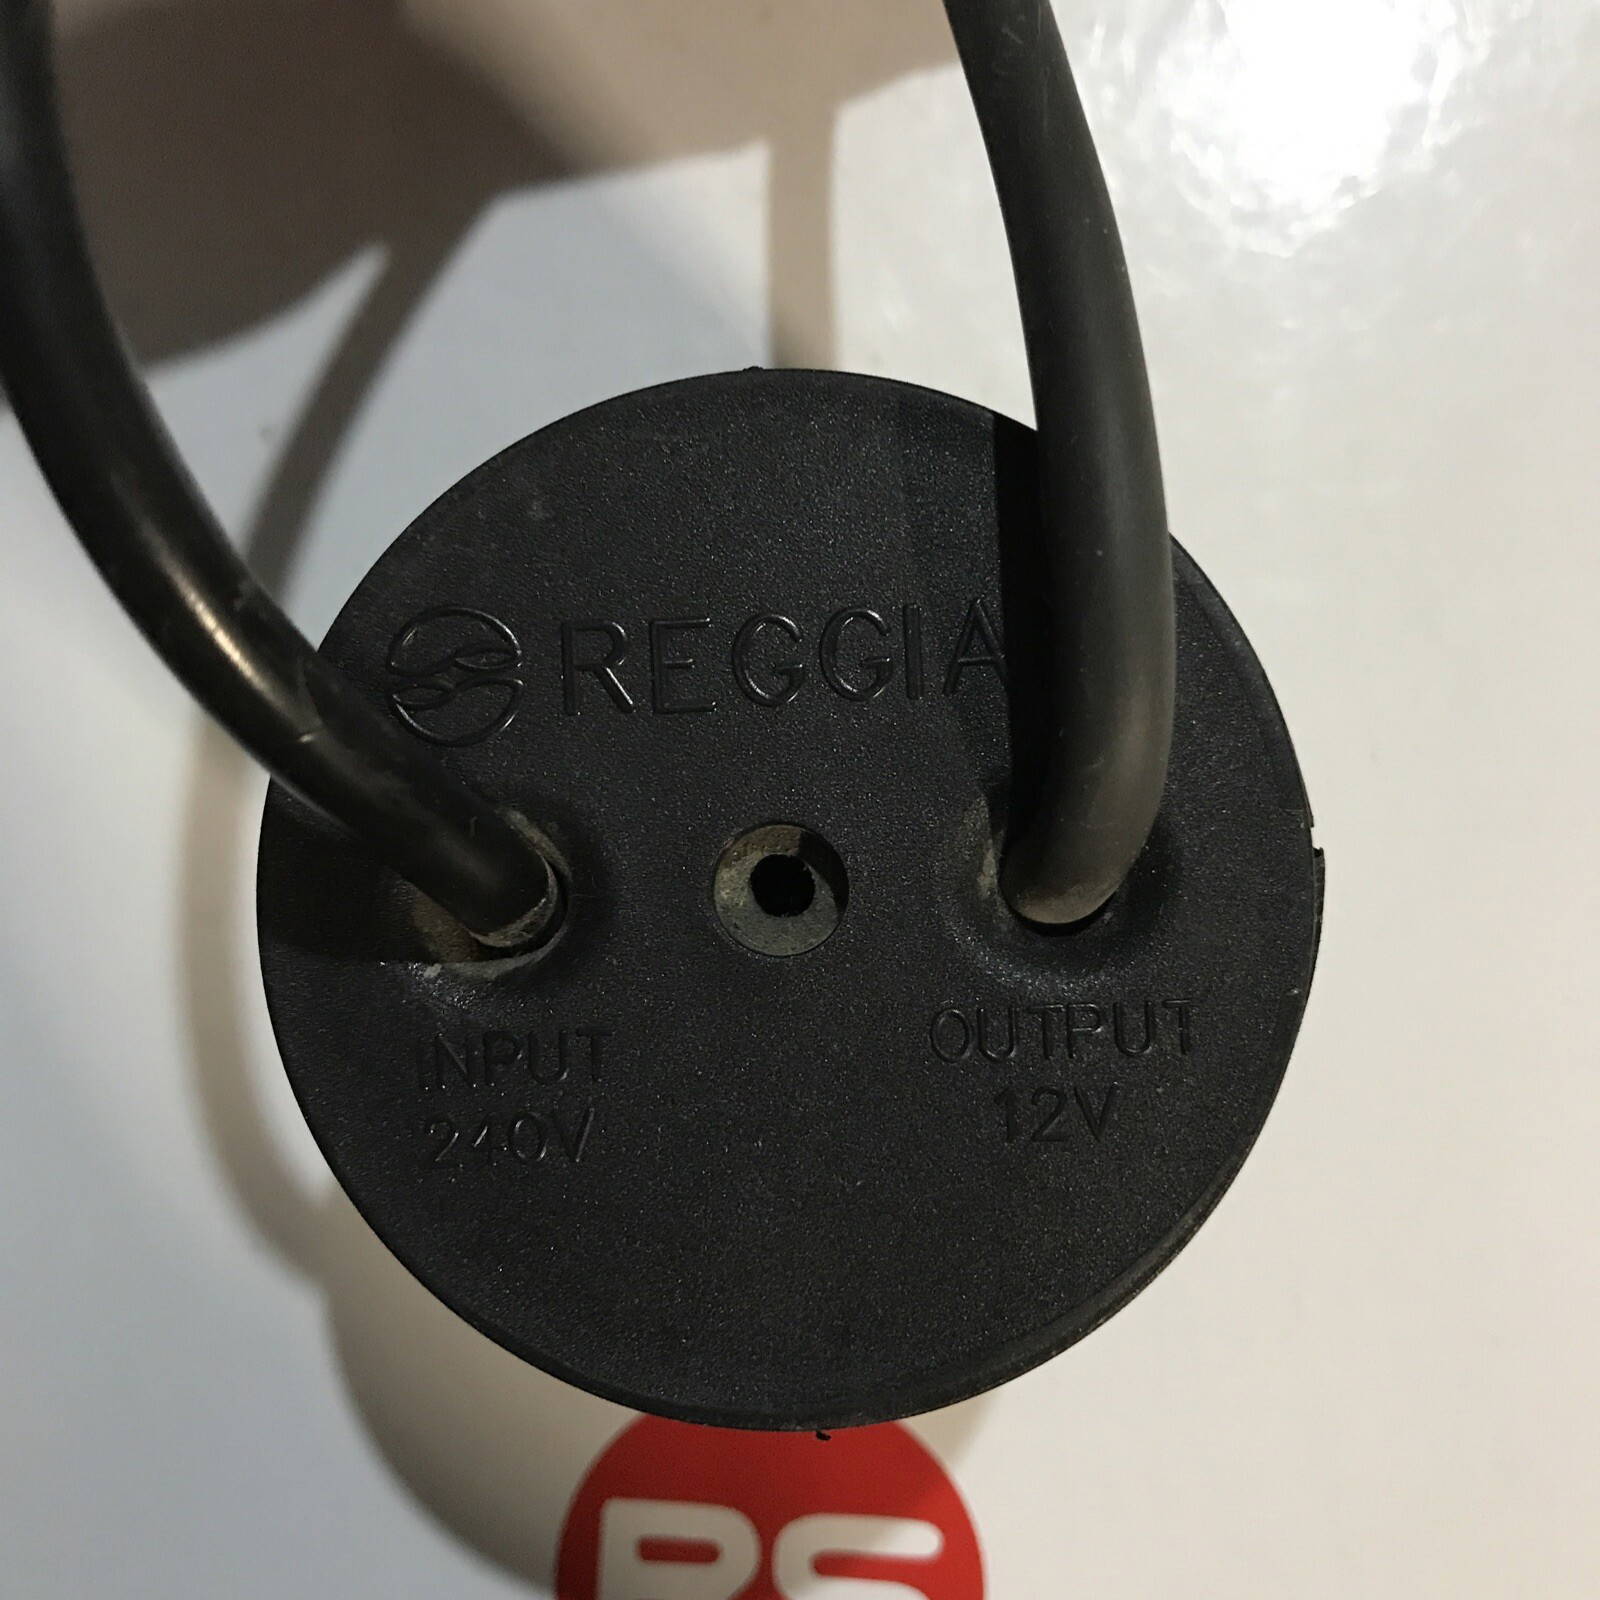 REGGIA
INPUT
240V
OUTPUT
12V